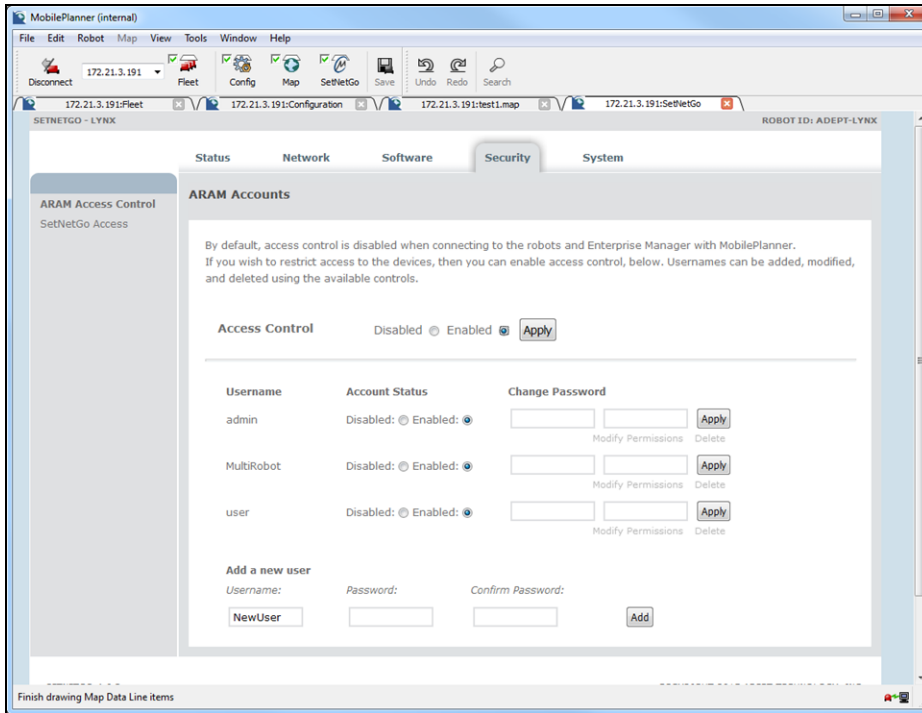 MobilePlanner (internal)
File Edit Robot Map View Tools Window Help
Disconnect 172.21.3.191 Fleet Config Map SetNetGo Save Undo Redo Search
172.21.3.191:Fleet 172.21.3.191:Configuration 172.21.3.191:test1.map 172.21.3.191:SetNetGo
SETNETGO - LYNX ROBOT ID: ADEPT-LYNX
Status Network Software Security System
ARAM Access Control
SetNetGo Access
ARAM Accounts
By default, access control is disabled when connecting to the robots and Enterprise Manager with MobilePlanner.
If you wish to restrict access to the devices, then you can enable access control, below. Usernames can be added, modified,
and deleted using the available controls.
Access Control Disabled Enabled Apply
Username Account Status Change Password
admin Disabled: Enabled: Apply
Modify Permissions Delete
MultiRobot Disabled: Enabled: Apply
Modify Permissions Delete
user Disabled: Enabled: Apply
Modify Permissions Delete
Add a new user
Username: Password: Confirm Password:
NewUser Add
Finish drawing Map Data Line items